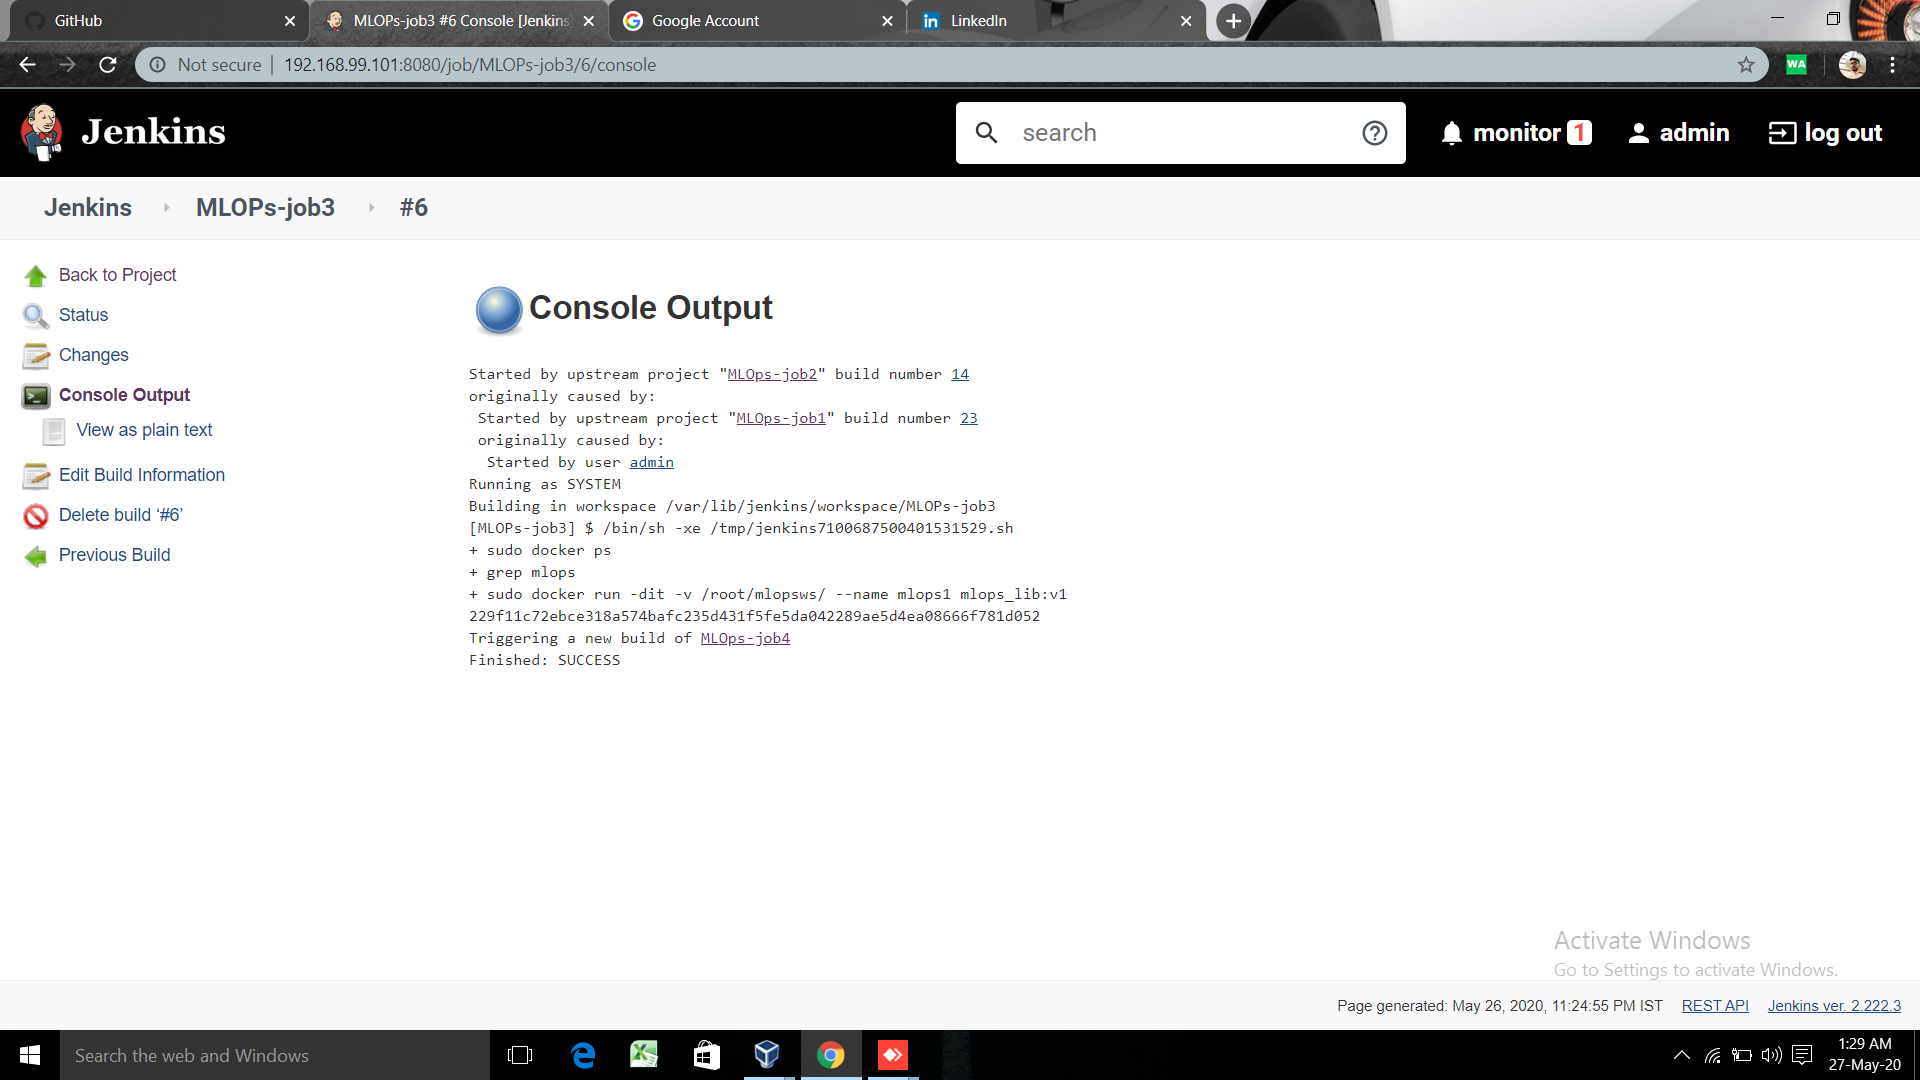 GitHub
MLOPs-job3 #6 Console [Jenkins
Google Account
LinkedIn
Not secure | 192.168.99.101:8080/job/MLOPs-job3/6/console
WA
Jenkins
search
monitor 1
admin
log out
Jenkins
MLOPs-job3
#6
Back to Project
Status
Changes
Console Output
View as plain text
Edit Build Information
Delete build ‘#6’
Previous Build
Console Output
Started by upstream project "MLOps-job2" build number 14
originally caused by:
Started by upstream project "MLOps-job1" build number 23
originally caused by:
Started by user admin
Running as SYSTEM
Building in workspace /var/lib/jenkins/workspace/MLOPs-job3
[MLOPs-job3] $ /bin/sh -xe /tmp/jenkins7100687500401531529.sh
+ sudo docker ps
+ grep mlops
+ sudo docker run -dit -v /root/mlopsws/ --name mlops1 mlops_lib:v1
229f11c72ebce318a574bafc235d431f5fe5da042289ae5d4ea08666f781d052
Triggering a new build of MLOps-job4
Finished: SUCCESS
Activate Windows
Go to Settings to activate Windows.
Page generated: May 26, 2020, 11:24:55 PM IST
REST API
Jenkins ver. 2.222.3
Search the web and Windows
1:29 AM
27-May-20